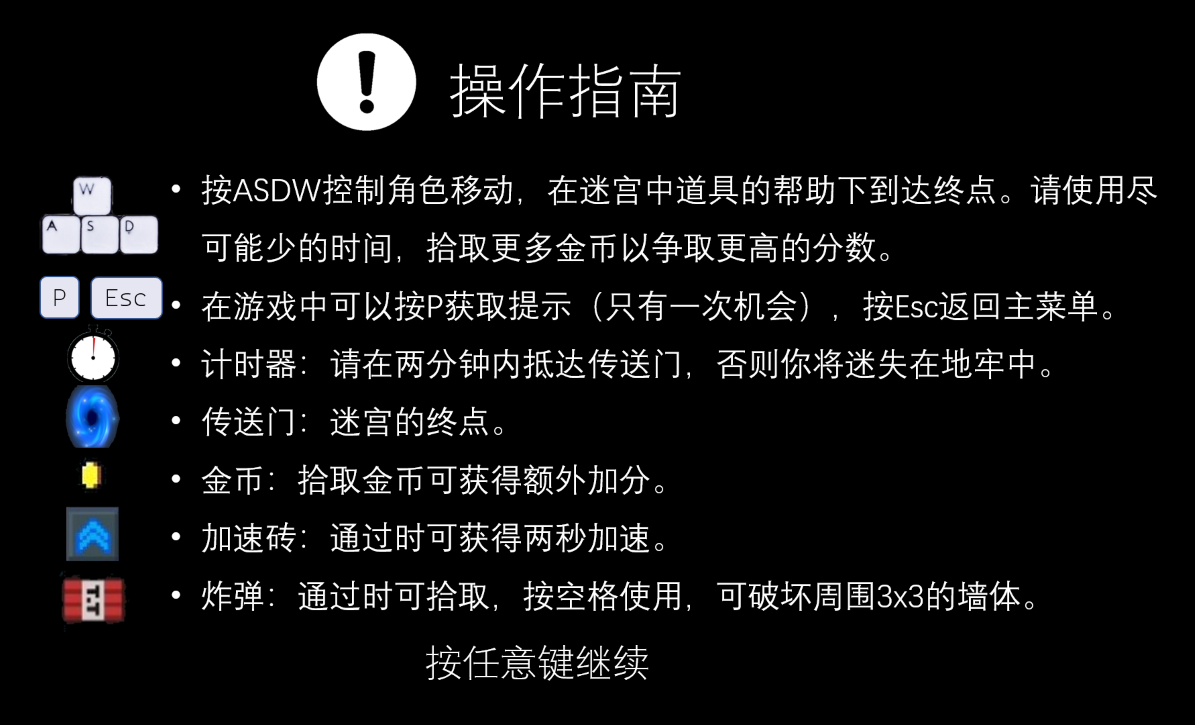 操作指南
W
A S D
• 按ASDW控制角色移动，在迷宫中道具的帮助下到达终点。请使用尽
可能少的时间，拾取更多金币以争取更高的分数。
P Esc
• 在游戏中可以按P获取提示（只有一次机会），按Esc返回主菜单。
• 计时器：请在两分钟内抵达传送门，否则你将迷失在地牢中。
• 传送门：迷宫的终点。
• 金币：拾取金币可获得额外加分。
• 加速砖：通过时可获得两秒加速。
• 炸弹：通过时可拾取，按空格使用，可破坏周围3x3的墙体。
按任意键继续